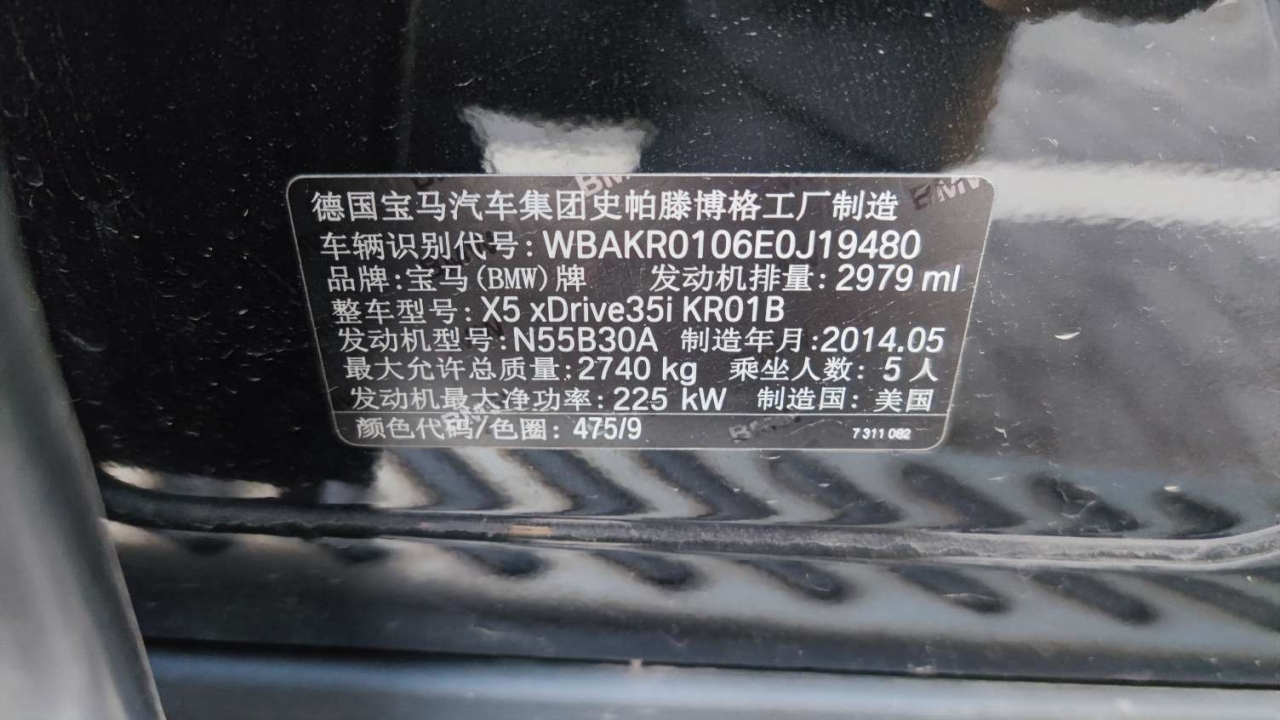 德国宝马汽车集团史帕滕博格工厂制造
车辆识别代号: WBAKR0106E0J19480
品牌:宝马(BMW)牌 发动机排量: 2979 ml
整车型号: X5 xDrive35i KR01B
发动机型号: N55B30A 制造年月:2014.05
最大允许总质量: 2740 kg 乘坐人数: 5 人
发动机最大净功率: 225 kW 制造国: 美国
颜色代码/色圈: 475/9 7 311 082